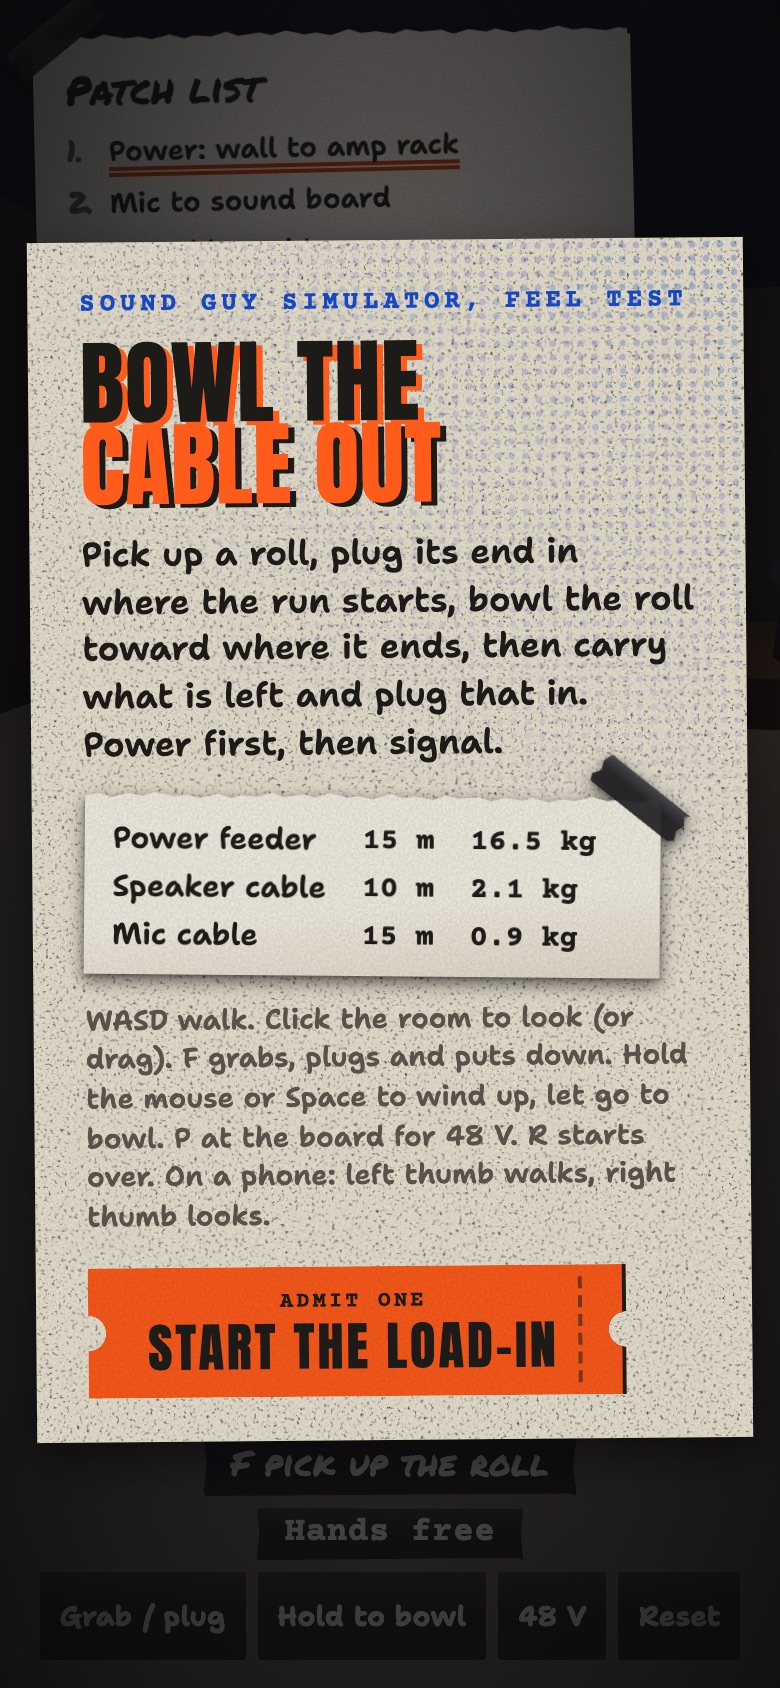 PATCH LIST
1. Power: wall to amp rack
2. Mic to sound board
SOUND GUY SIMULATOR, FEEL TEST
BOWL THE
CABLE OUT
Pick up a roll, plug its end in
where the run starts, bowl the roll
toward where it ends, then carry
what is left and plug that in.
Power first, then signal.
Power feeder 15 m 16.5 kg
Speaker cable 10 m 2.1 kg
Mic cable 15 m 0.9 kg
WASD walk. Click the room to look (or
drag). F grabs, plugs and puts down. Hold
the mouse or Space to wind up, let go to
bowl. P at the board for 48 V. R starts
over. On a phone: left thumb walks, right
thumb looks.
ADMIT ONE
START THE LOAD-IN
F PICK UP THE ROLL
Hands free
Grab / plug Hold to bowl 48 V Reset